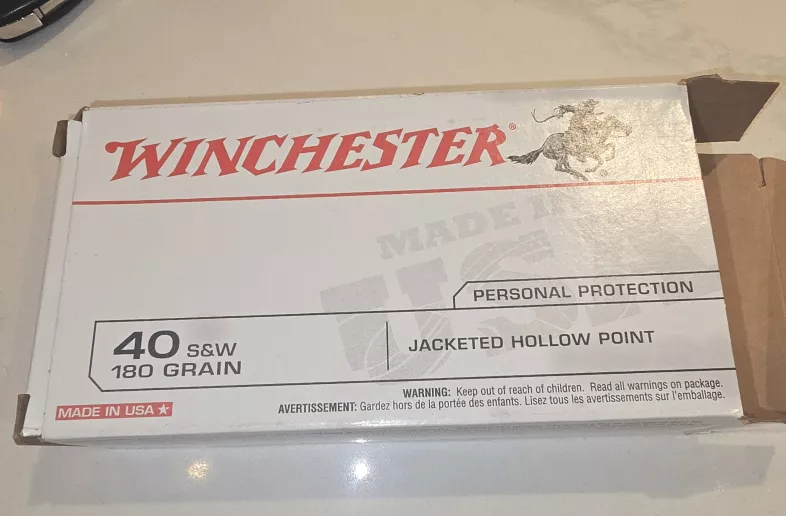 WINCHESTER®
MADE IN
USA
PERSONAL PROTECTION
40 S&W
180 GRAIN
JACKETED HOLLOW POINT
WARNING: Keep out of reach of children. Read all warnings on package.
AVERTISSEMENT: Gardez hors de la portée des enfants. Lisez tous les avertissements sur l'emballage.
MADE IN USA ★